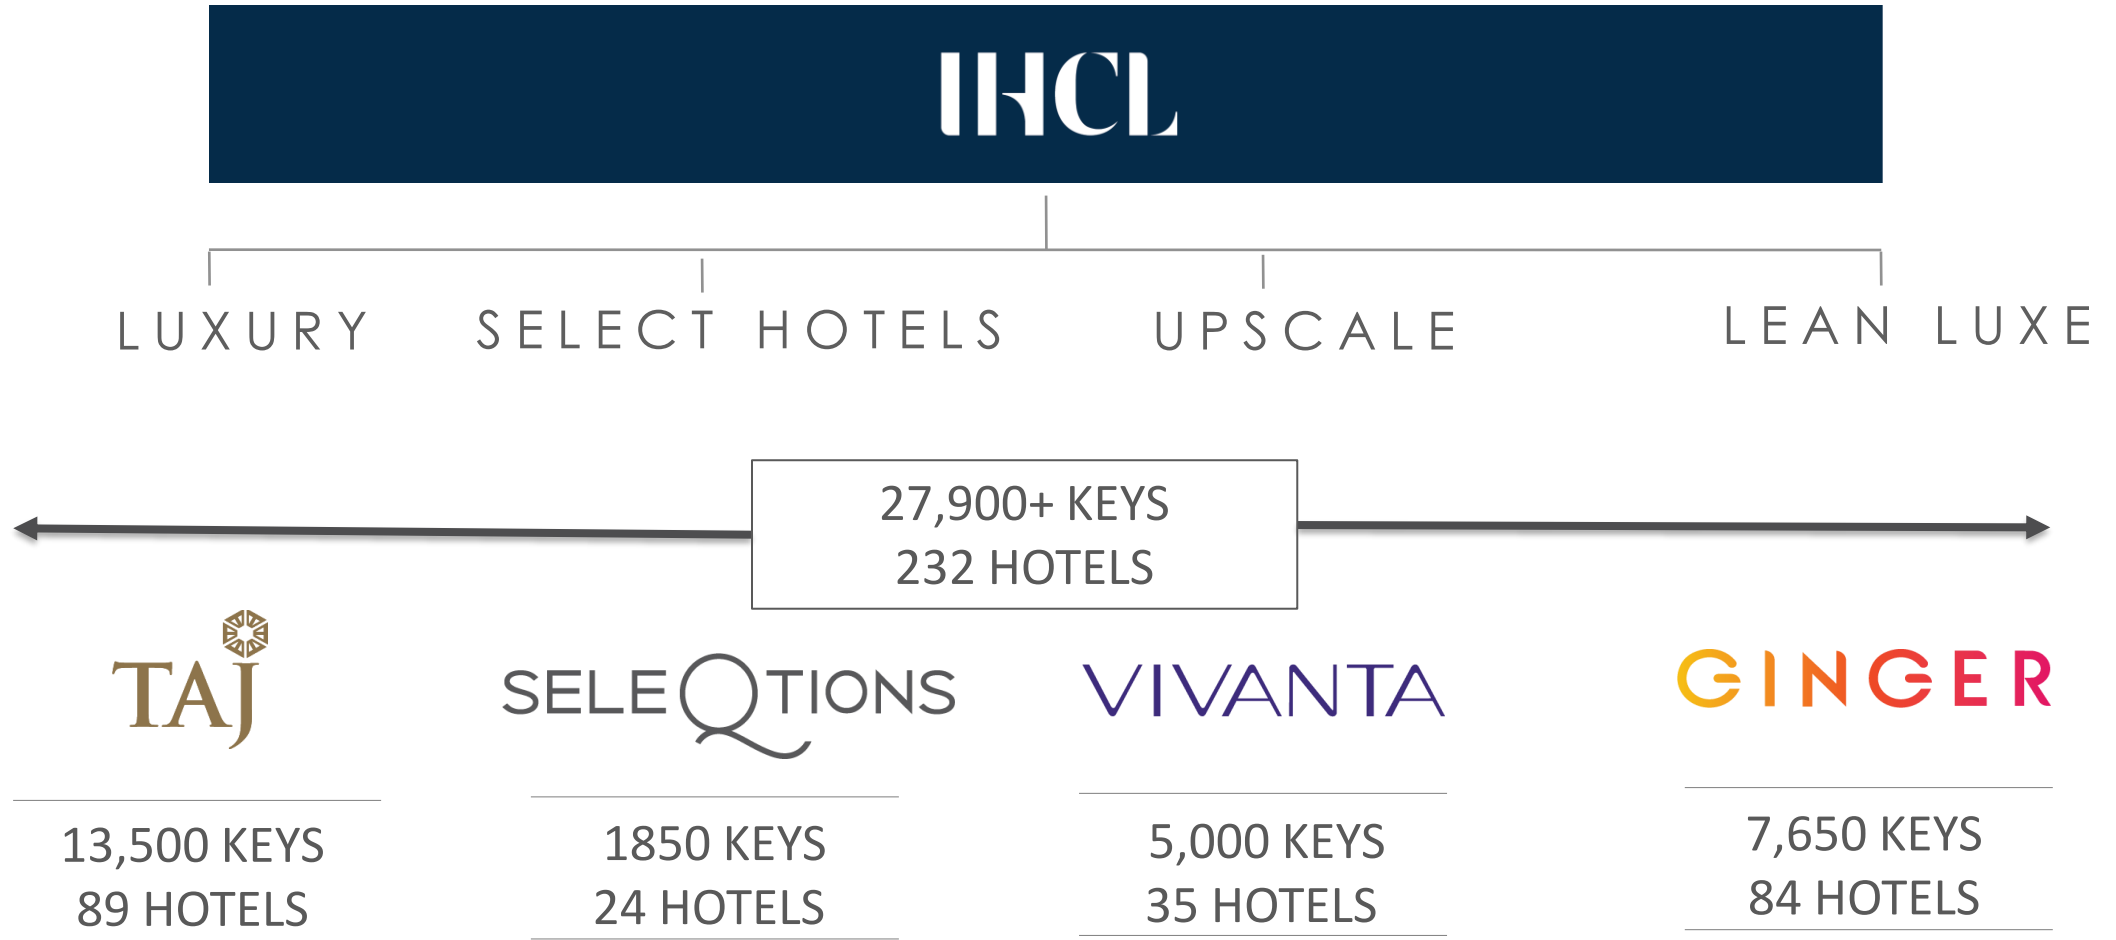 IHCL
LUXURY
SELECT HOTELS
UPSCALE
LEAN LUXE
27,900+ KEYS
232 HOTELS
TAJ
SELEQTIONS
VIVANTA
GINGER
13,500 KEYS
89 HOTELS
1850 KEYS
24 HOTELS
5,000 KEYS
35 HOTELS
7,650 KEYS
84 HOTELS